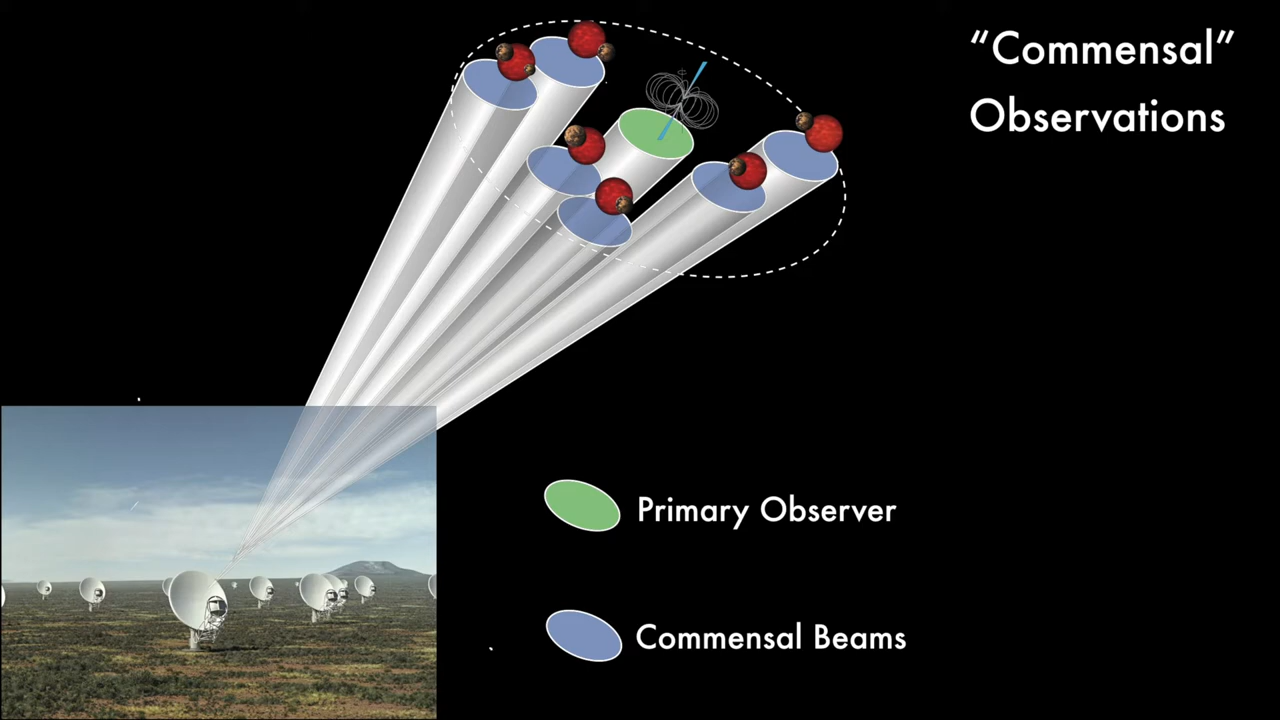 “Commensal”
Observations
Primary Observer
Commensal Beams